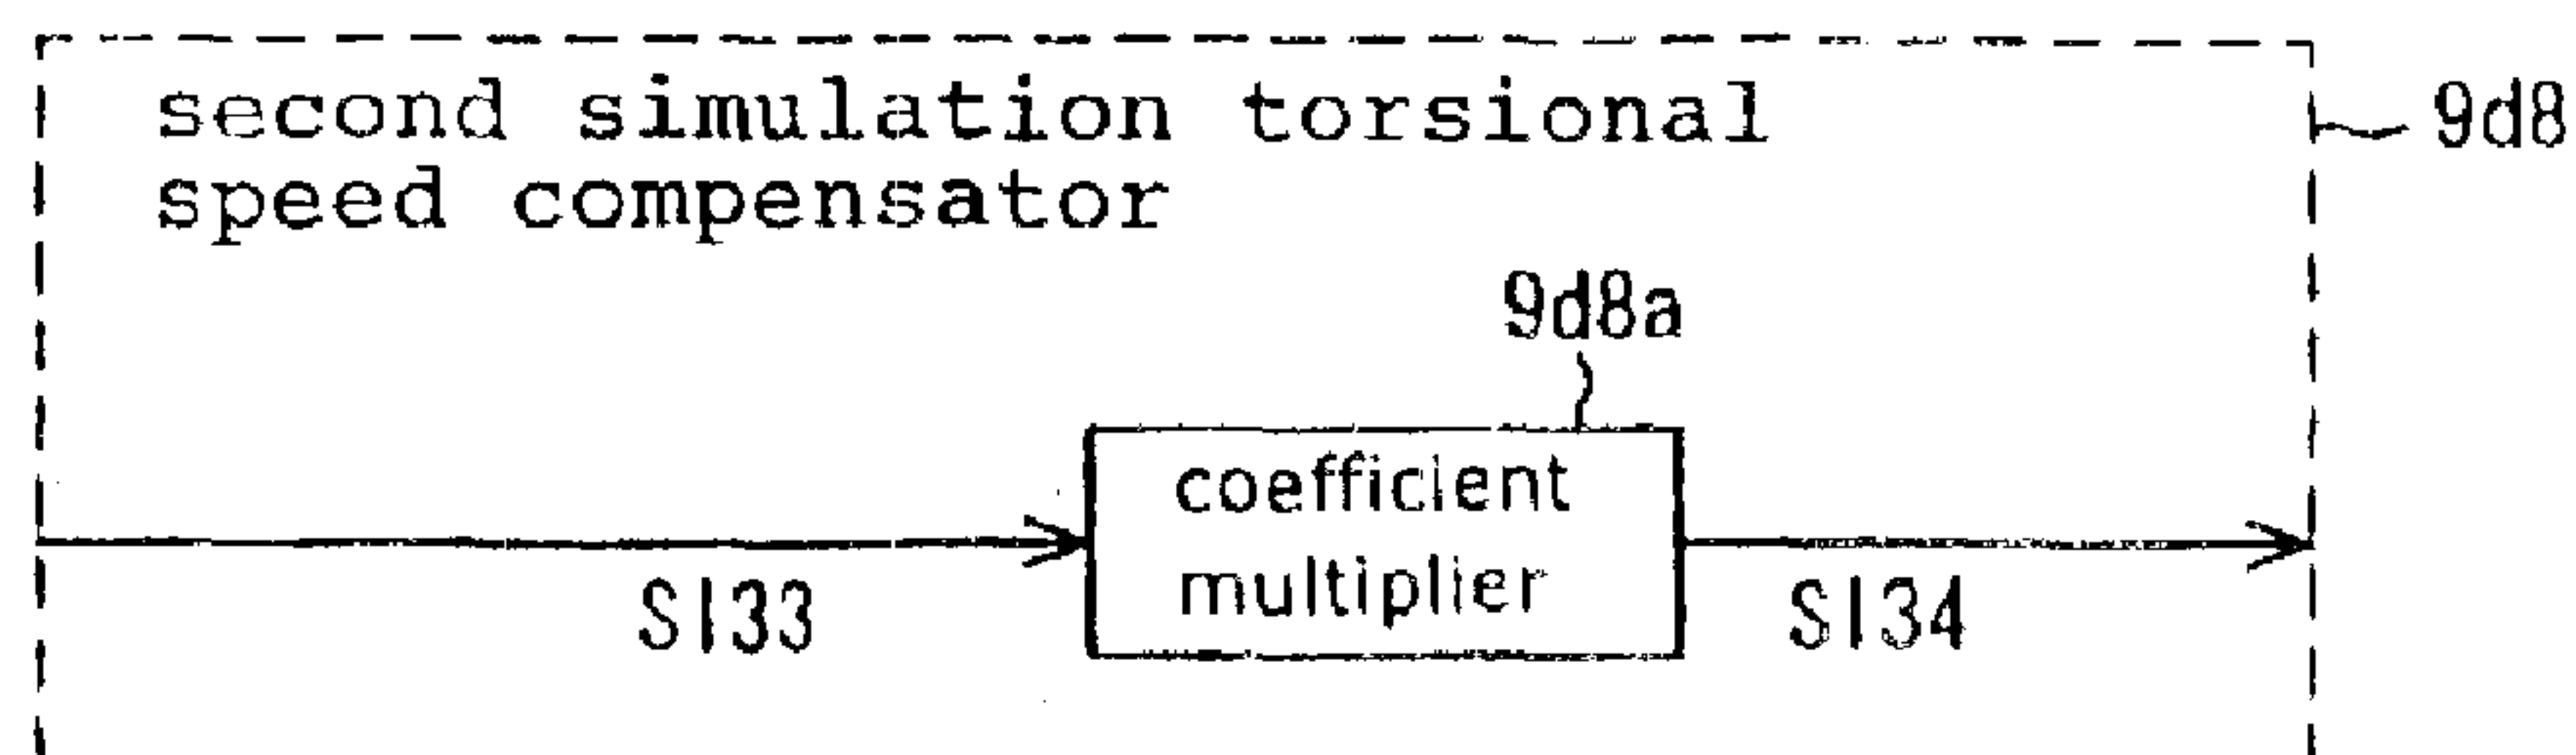 second simulation torsional
speed compensator
9d8
9d8a
coefficient
multiplier
S133
S134